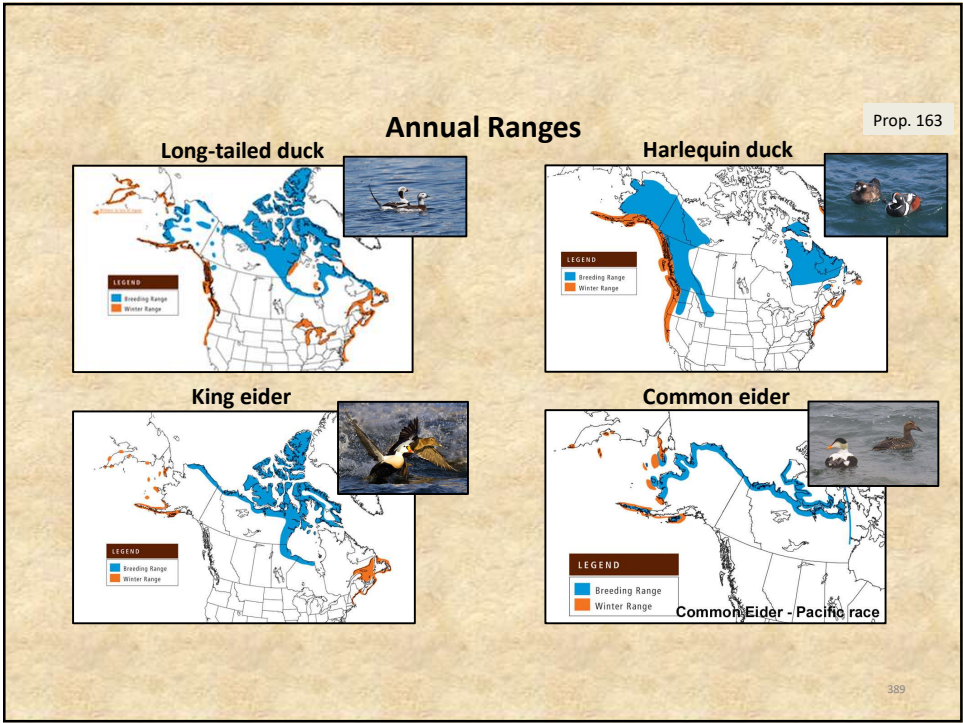 Annual Ranges
Prop. 163
Long-tailed duck
LEGEND
Breeding Range
Winter Range
Harlequin duck
LEGEND
Breeding Range
Winter Range
King eider
LEGEND
Breeding Range
Winter Range
Common eider
LEGEND
Breeding Range
Winter Range
Common Eider - Pacific race
389